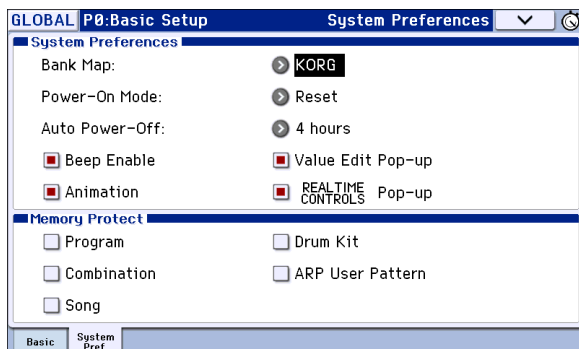 GLOBAL P0:Basic Setup System Preferences
System Preferences
Bank Map: KORG
Power-On Mode: Reset
Auto Power-Off: 4 hours
Beep Enable Value Edit Pop-up
Animation REALTIME CONTROLS Pop-up
Memory Protect
Program Drum Kit
Combination ARP User Pattern
Song
Basic System Pref